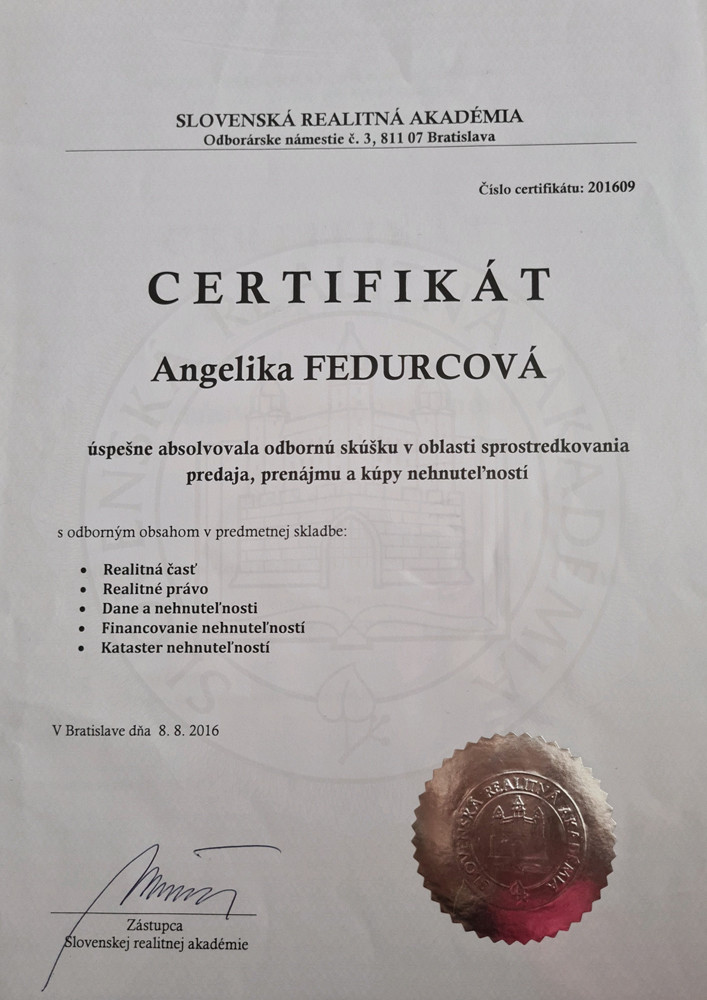 SLOVENSKÁ REALITNÁ AKADÉMIA
Odborárske námestie č. 3, 811 07 Bratislava
Číslo certifikátu: 201609
CERTIFIKÁT
Angelika FEDURCOVÁ
úspešne absolvovala odbornú skúšku v oblasti sprostredkovania
predaja, prenájmu a kúpy nehnuteľností
s odborným obsahom v predmetnej skladbe:
• Realitná časť
• Realitné právo
• Dane a nehnuteľnosti
• Financovanie nehnuteľností
• Kataster nehnuteľností
V Bratislave dňa 8. 8. 2016
SLOVENSKÁ REALITNÁ AKADÉMIA
Zástupca
Slovenskej realitnej akadémie